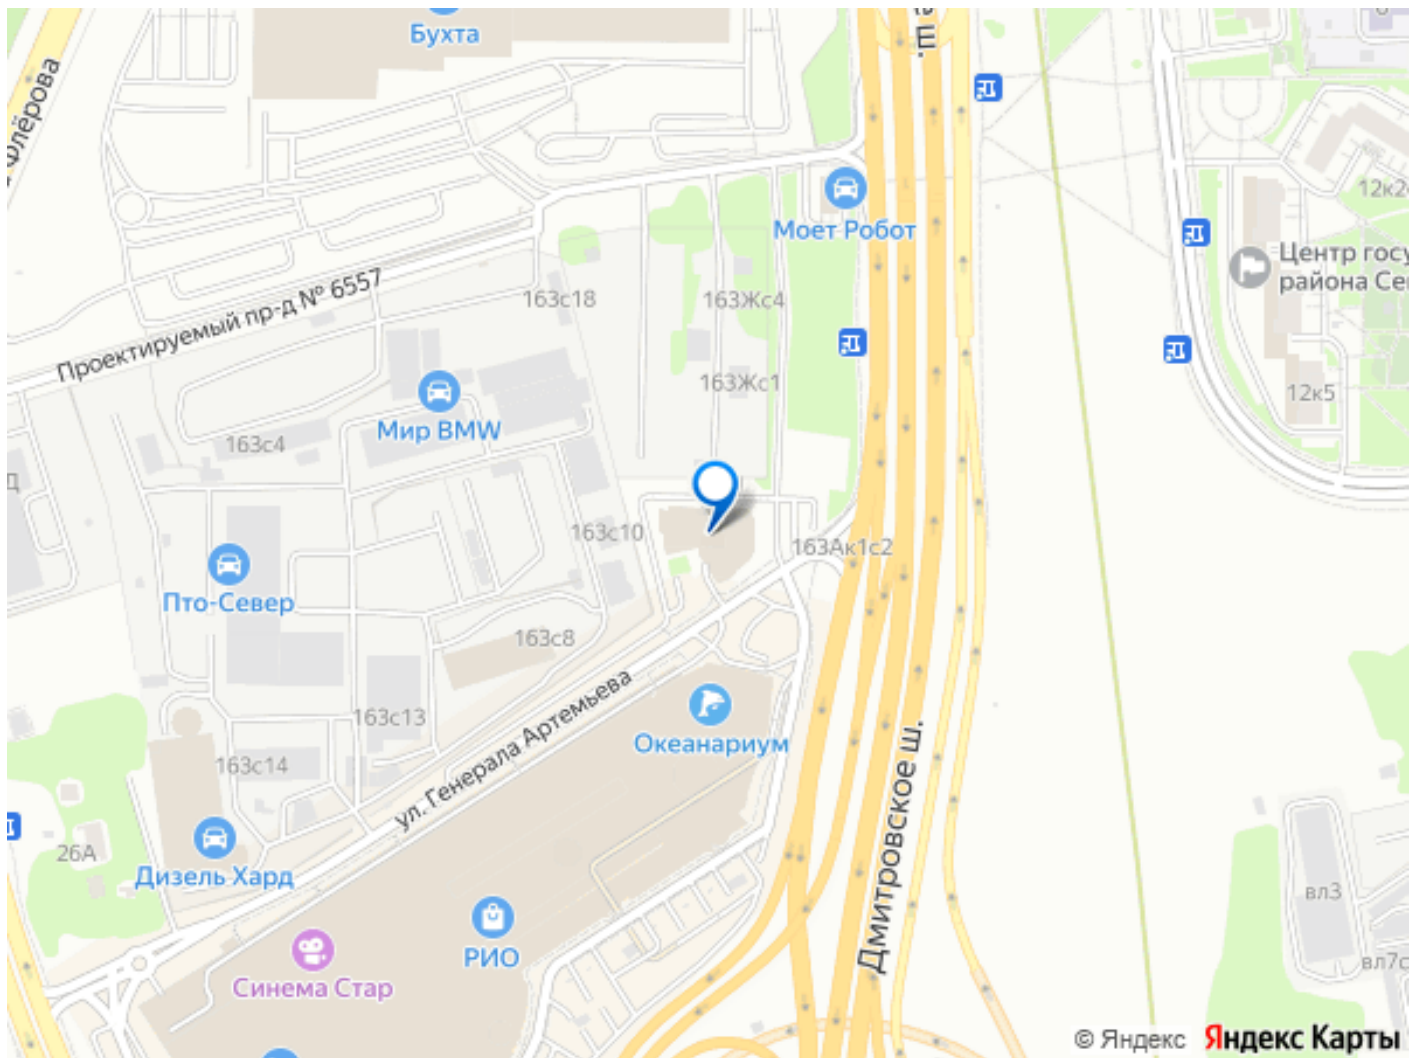 Бухта
Флёрова
Моет Робот
Проектируемый пр-д № 6557
163с18
163Жс4
12к2
Центр госу
района Сев
163Жс1
12к5
Мир BMW
163с4
163с10
163Ак1с2
Пто-Север
163с8
ул. Генерала Артемьева
163с13
Океанариум
163с14
Дмитровское ш.
26А
Дизель Хард
вл3
РИО
вл7с
Синема Стар
© Яндекс Яндекс Карты